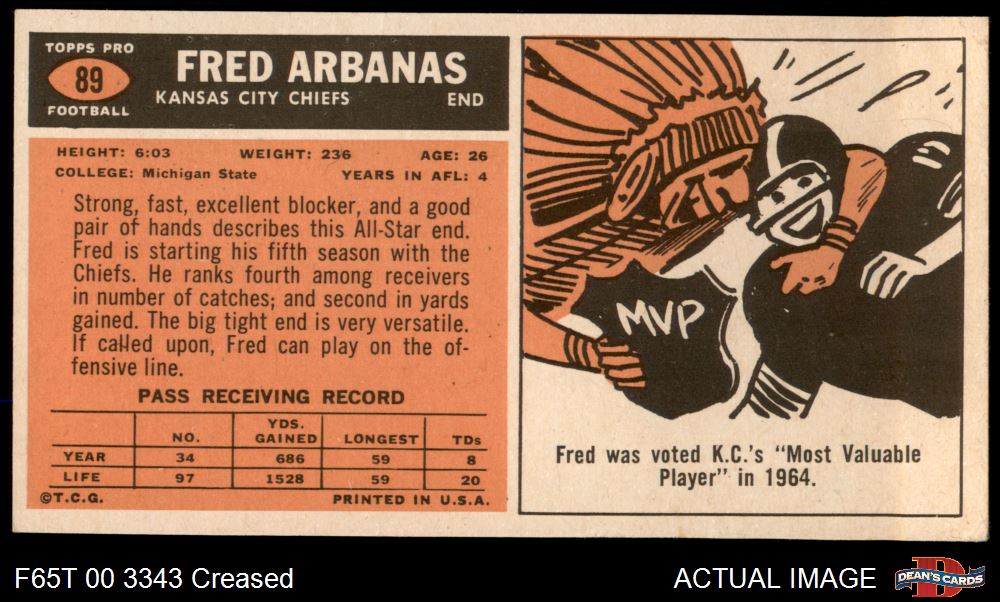 TOPPS PRO
89
FOOTBALL
FRED ARBANAS
KANSAS CITY CHIEFS END
HEIGHT: 6:03 WEIGHT: 236 AGE: 26
COLLEGE: Michigan State YEARS IN AFL: 4
Strong, fast, excellent blocker, and a good
pair of hands describes this All-Star end.
Fred is starting his fifth season with the
Chiefs. He ranks fourth among receivers
in number of catches; and second in yards
gained. The big tight end is very versatile.
If called upon, Fred can play on the of-
fensive line.
PASS RECEIVING RECORD
NO. YDS. GAINED LONGEST TDs
YEAR 34 686 59 8
LIFE 97 1528 59 20
©T.C.G. PRINTED IN U.S.A.
MVP
Fred was voted K.C.'s "Most Valuable
Player" in 1964.
F65T 00 3343 Creased
ACTUAL IMAGE
D
DEAN'S CARDS